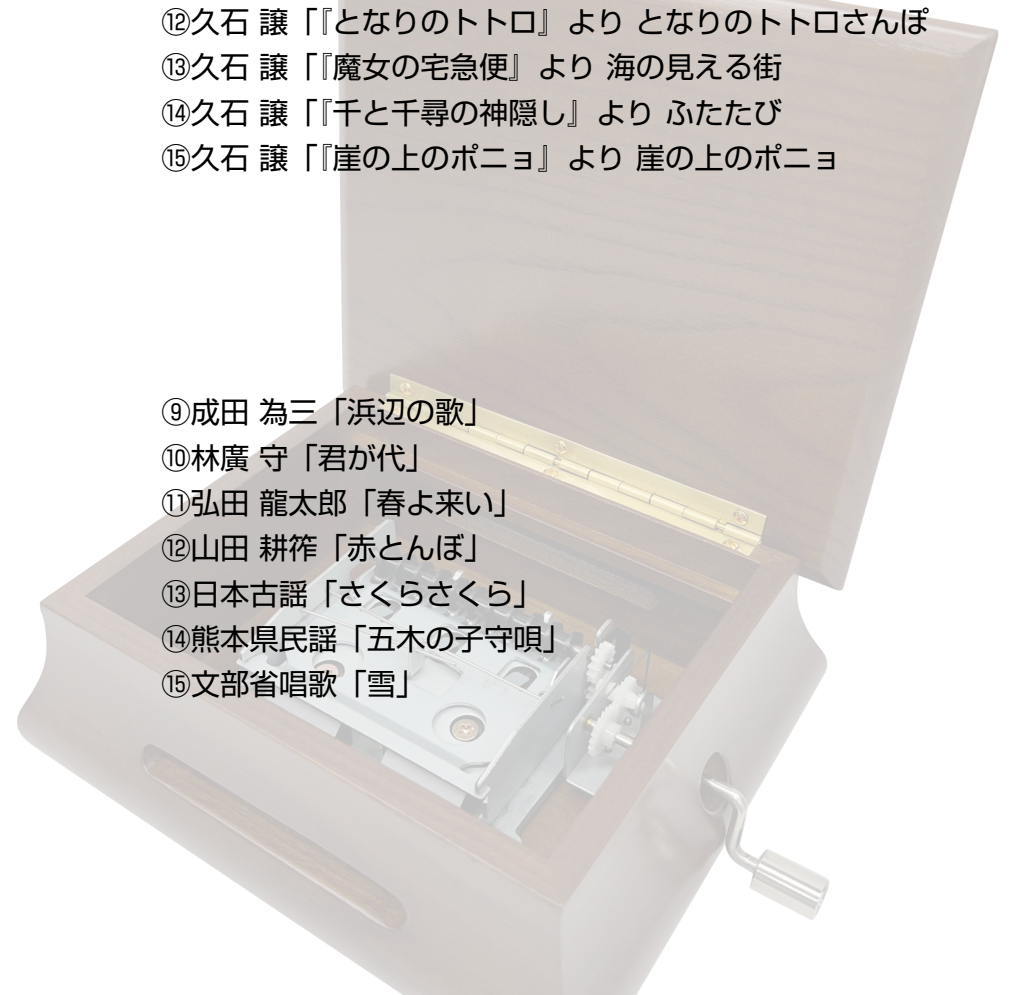 ⑫久石 譲「『となりのトトロ』より となりのトトロさんぽ
⑬久石 譲「『魔女の宅急便』より 海の見える街
⑭久石 譲「『千と千尋の神隠し』より ふたたび
⑮久石 譲「『崖の上のポニョ』より 崖の上のポニョ
⑨成田 為三「浜辺の歌」
⑩林廣 守「君が代」
⑪弘田 龍太郎「春よ来い」
⑫山田 耕筰「赤とんぼ」
⑬日本古謡「さくらさくら」
⑭熊本県民謡「五木の子守唄」
⑮文部省唱歌「雪」